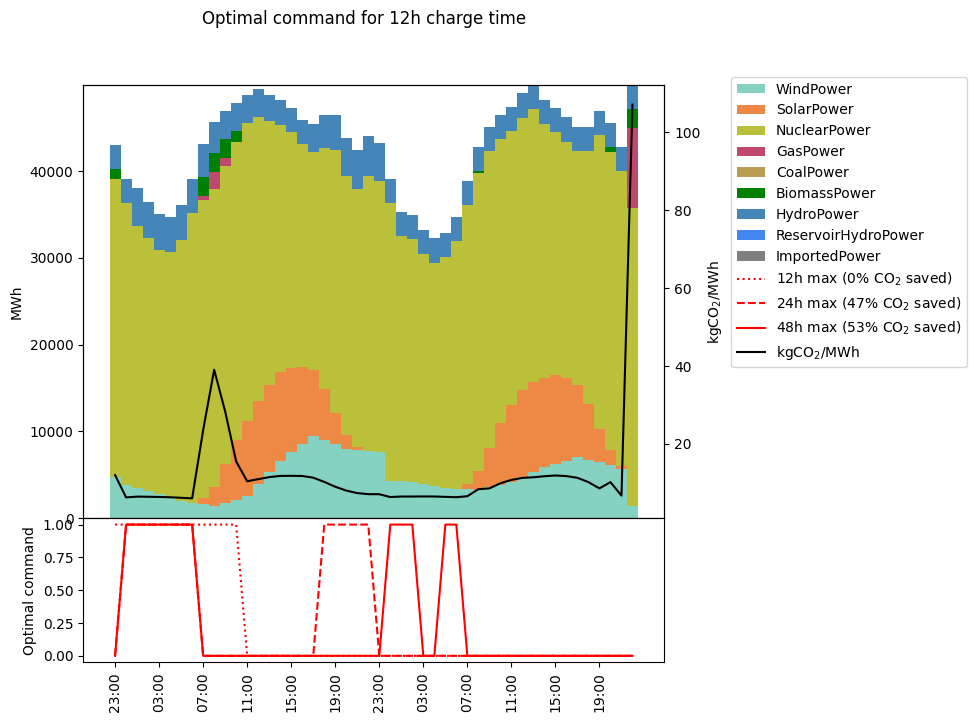 Optimal command for 12h charge time
MWh
40000
30000
20000
10000
0
kgCO₂/MWh
100
80
60
40
20
WindPower
SolarPower
NuclearPower
GasPower
CoalPower
BiomassPower
HydroPower
ReservoirHydroPower
ImportedPower
12h max (0% CO₂ saved)
24h max (47% CO₂ saved)
48h max (53% CO₂ saved)
kgCO₂/MWh
Optimal command
1.00
0.75
0.50
0.25
0.00
23:00
03:00
07:00
11:00
15:00
19:00
23:00
03:00
07:00
11:00
15:00
19:00